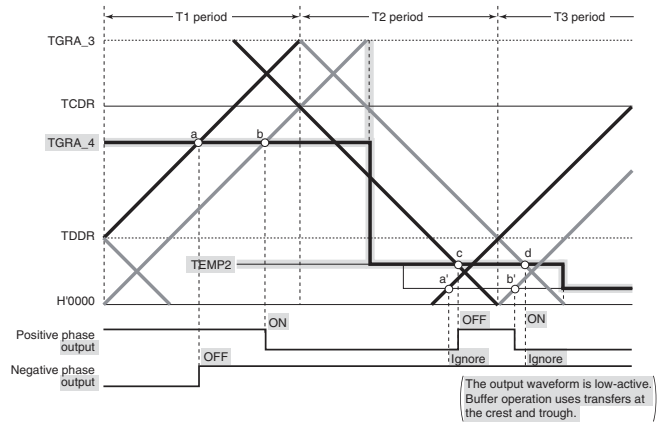 T1 period
T2 period
T3 period
TGRA_3
TCDR
TGRA_4
a
b
TDDR
TEMP2
c
d
a'
b'
H'0000
ON
OFF
ON
Positive phase
output
OFF
Ignore
Ignore
Negative phase
output
The output waveform is low-active.
Buffer operation uses transfers at
the crest and trough.